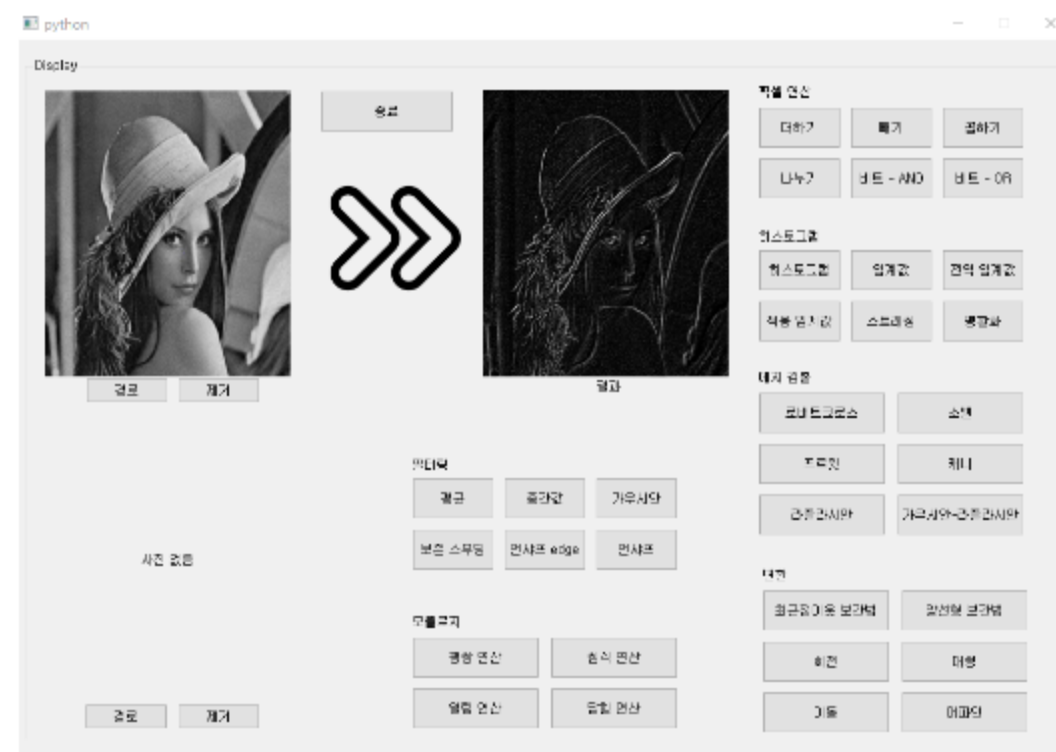 python
Display
종료
경로
제거
결과
사진 없음
경로
제거
필터링
평균
중간값
가우시안
보존 스무딩
언샤프 edge
언샤프
모폴로지
팽창 연산
침식 연산
열림 연산
닫힘 연산
픽셀 연산
더하기
빼기
곱하기
나누기
비트 - AND
비트 - OR
히스토그램
히스토그램
임계값
전역 임계값
적응 임계값
스트레칭
평활화
에지 검출
로버트크로스
소벨
프르윗
캐니
라플라시안
가우시안-라플라시안
변환
최근접이웃 보간법
양선형 보간법
회전
대칭
이동
어파인